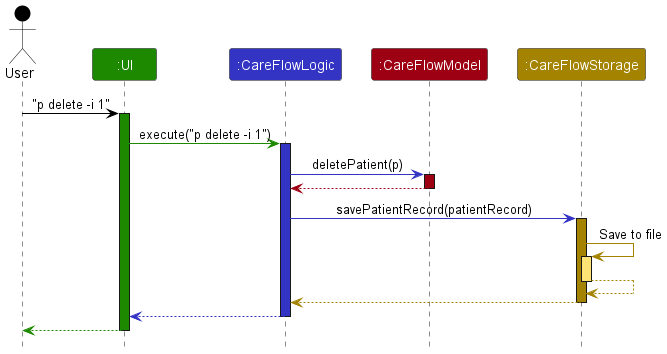 User
:UI
:CareFlowLogic
:CareFlowModel
:CareFlowStorage
"p delete -i 1"
execute("p delete -i 1")
deletePatient(p)
savePatientRecord(patientRecord)
Save to file